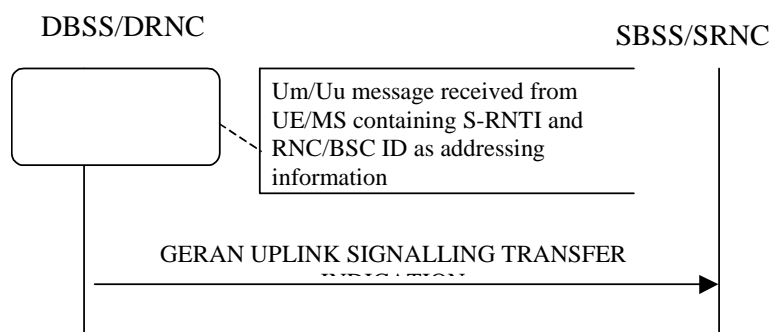 DBSS/DRNC
SBSS/SRNC
Um/Uu message received from
UE/MS containing S-RNTI and
RNC/BSC ID as addressing
information
GERAN UPLINK SIGNALLING TRANSFER
INDICATION